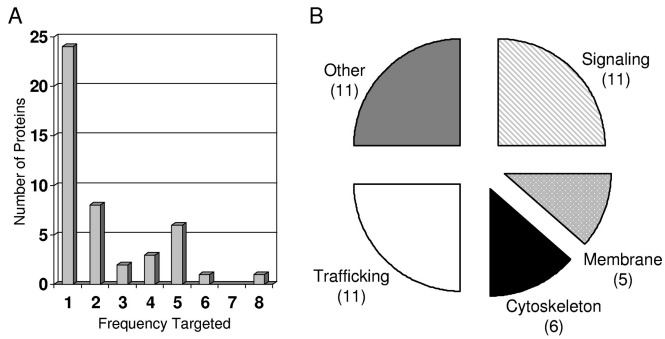 A
25
20
15
10
5
0
Number of Proteins
1 2 3 4 5 6 7 8
Frequency Targeted
B
Other
(11)
Signaling
(11)
Trafficking
(11)
Membrane
(5)
Cytoskeleton
(6)